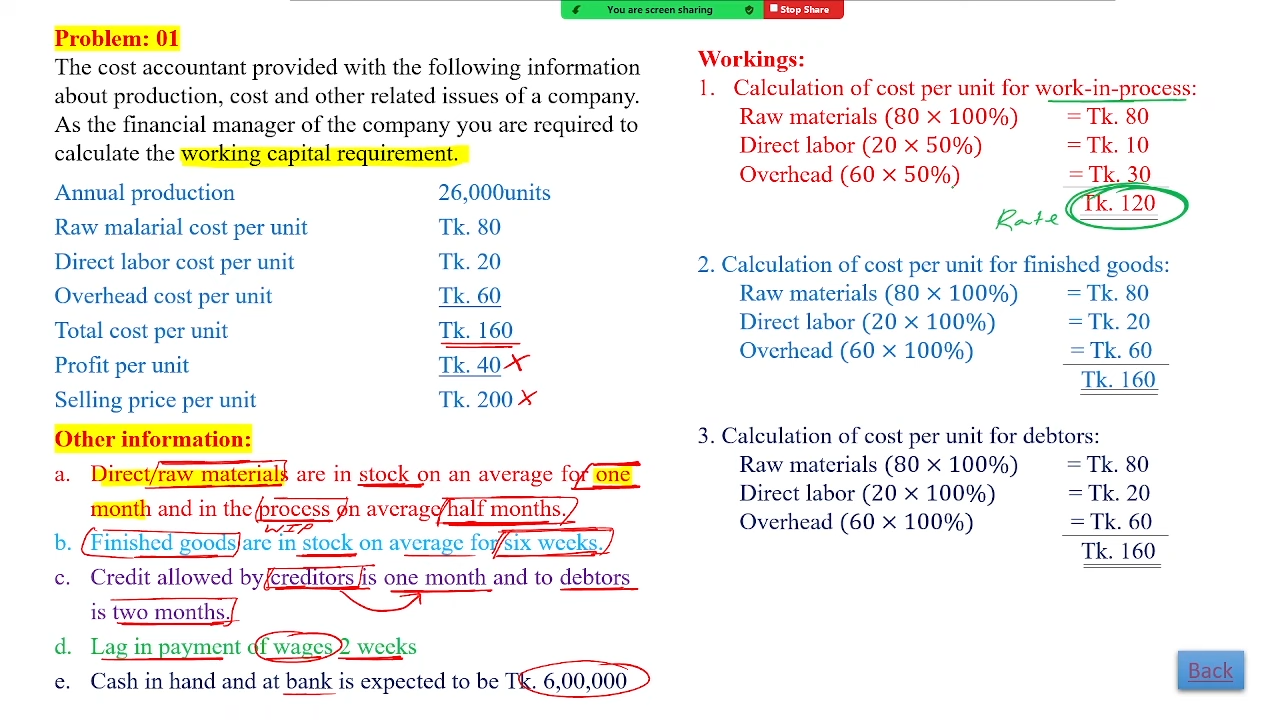 You are screen sharing
Stop Share
Problem: 01
The cost accountant provided with the following information
about production, cost and other related issues of a company.
As the financial manager of the company you are required to
calculate the working capital requirement.
Annual production 26,000units
Raw malarial cost per unit Tk. 80
Direct labor cost per unit Tk. 20
Overhead cost per unit Tk. 60
Total cost per unit Tk. 160
Profit per unit Tk. 40 ×
Selling price per unit Tk. 200 ×
Other information:
a. Direct raw materials are in stock on an average for one
month and in the process on average half months.
WIP
b. Finished goods are in stock on average for six weeks.
c. Credit allowed by creditors is one month and to debtors
is two months.
d. Lag in payment of wages 2 weeks
e. Cash in hand and at bank is expected to be Tk. 6,00,000
Workings:
1. Calculation of cost per unit for work-in-process:
Raw materials (80 × 100%) = Tk. 80
Direct labor (20 × 50%) = Tk. 10
Overhead (60 × 50%) = Tk. 30
Rate Tk. 120
2. Calculation of cost per unit for finished goods:
Raw materials (80 × 100%) = Tk. 80
Direct labor (20 × 100%) = Tk. 20
Overhead (60 × 100%) = Tk. 60
Tk. 160
3. Calculation of cost per unit for debtors:
Raw materials (80 × 100%) = Tk. 80
Direct labor (20 × 100%) = Tk. 20
Overhead (60 × 100%) = Tk. 60
Tk. 160
Back